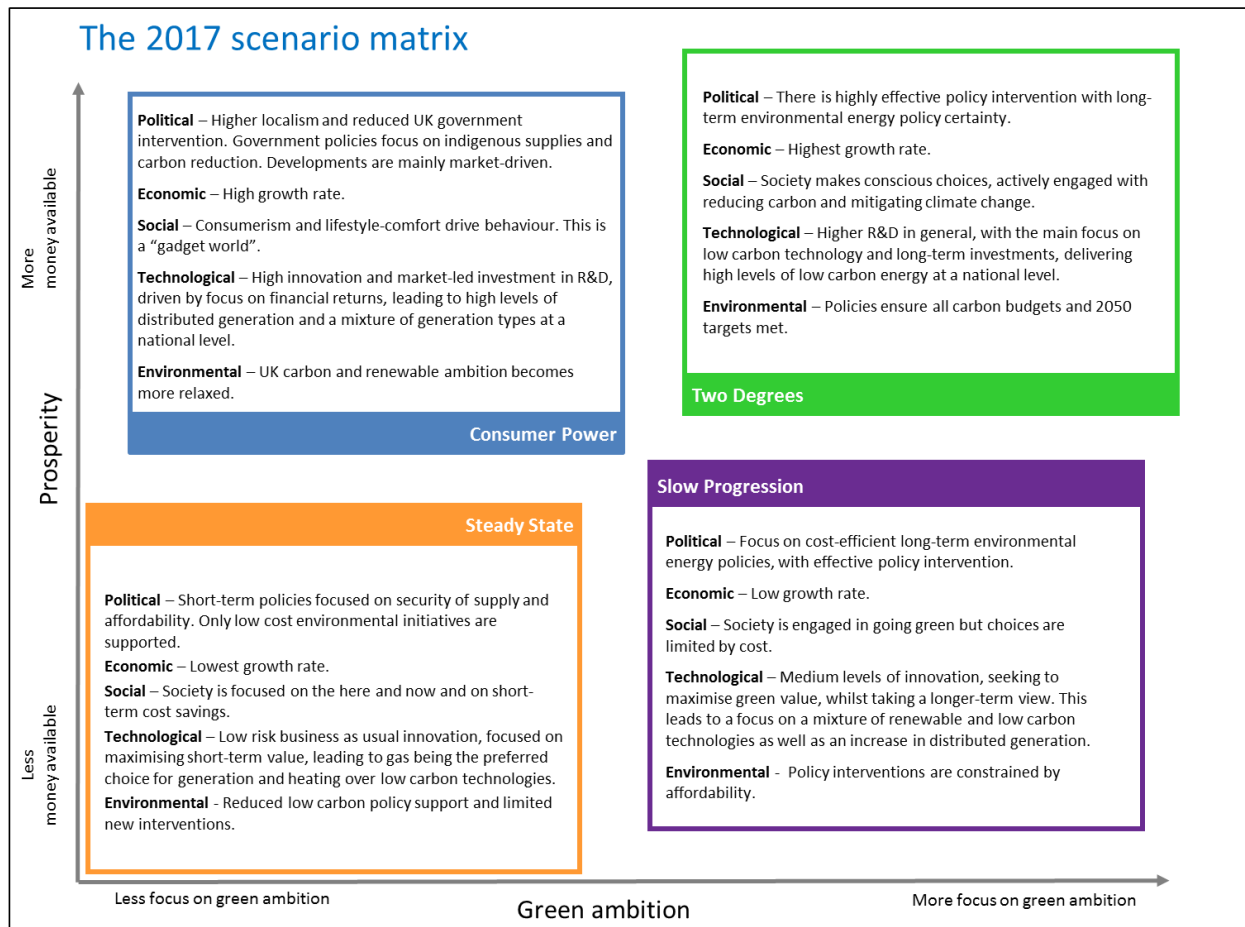 The 2017 scenario matrix
More
money available
Prosperity
Less
money available
Political – Higher localism and reduced UK government
intervention. Government policies focus on indigenous supplies and
carbon reduction. Developments are mainly market-driven.
Economic – High growth rate.
Social – Consumerism and lifestyle-comfort drive behaviour. This is
a “gadget world”.
Technological – High innovation and market-led investment in R&D,
driven by focus on financial returns, leading to high levels of
distributed generation and a mixture of generation types at a
national level.
Environmental – UK carbon and renewable ambition becomes
more relaxed.
Consumer Power
Political – There is highly effective policy intervention with long-
term environmental energy policy certainty.
Economic – Highest growth rate.
Social – Society makes conscious choices, actively engaged with
reducing carbon and mitigating climate change.
Technological – Higher R&D in general, with the main focus on
low carbon technology and long-term investments, delivering
high levels of low carbon energy at a national level.
Environmental – Policies ensure all carbon budgets and 2050
targets met.
Two Degrees
Steady State
Political – Short-term policies focused on security of supply and
affordability. Only low cost environmental initiatives are
supported.
Economic – Lowest growth rate.
Social – Society is focused on the here and now and on short-
term cost savings.
Technological – Low risk business as usual innovation, focused on
maximising short-term value, leading to gas being the preferred
choice for generation and heating over low carbon technologies.
Environmental - Reduced low carbon policy support and limited
new interventions.
Slow Progression
Political – Focus on cost-efficient long-term environmental
energy policies, with effective policy intervention.
Economic – Low growth rate.
Social – Society is engaged in going green but choices are
limited by cost.
Technological – Medium levels of innovation, seeking to
maximise green value, whilst taking a longer-term view. This
leads to a focus on a mixture of renewable and low carbon
technologies as well as an increase in distributed generation.
Environmental - Policy interventions are constrained by
affordability.
Less focus on green ambition
Green ambition
More focus on green ambition